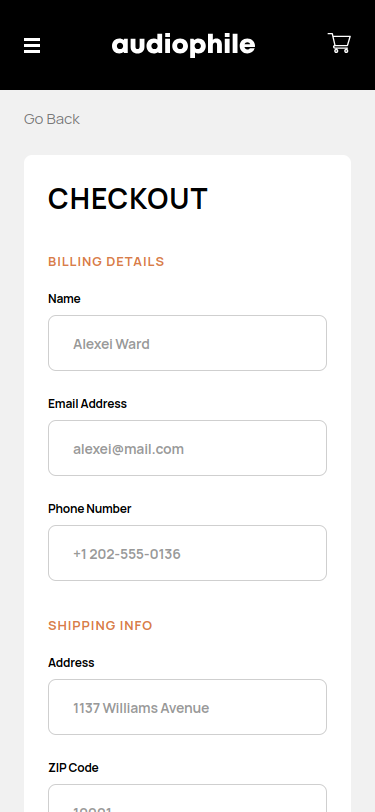 audiophile
Go Back
CHECKOUT
BILLING DETAILS
Name
Alexei Ward
Email Address
alexei@mail.com
Phone Number
+1 202-555-0136
SHIPPING INFO
Address
1137 Williams Avenue
ZIP Code